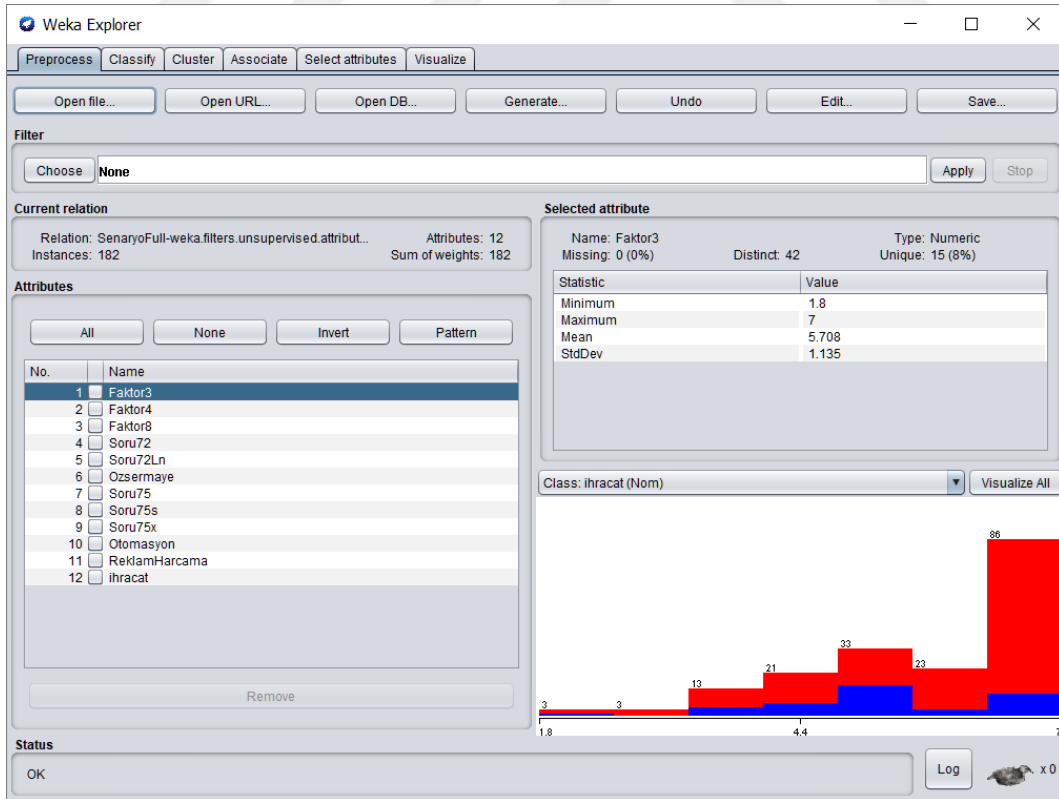 Weka Explorer
Preprocess Classify Cluster Associate Select attributes Visualize
Open file... Open URL... Open DB... Generate... Undo Edit... Save...
Filter
Choose None Apply Stop
Current relation
Relation: SenaryoFull-weka.filters.unsupervised.attribut... Attributes: 12
Instances: 182 Sum of weights: 182
Attributes
All None Invert Pattern
No. Name
1 Faktor3
2 Faktor4
3 Faktor8
4 Soru72
5 Soru72Ln
6 Ozsermaye
7 Soru75
8 Soru75s
9 Soru75x
10 Otomasyon
11 ReklamHarcama
12 ihracat
Remove
Selected attribute
Name: Faktor3 Type: Numeric
Missing: 0 (0%) Distinct: 42 Unique: 15 (8%)
Statistic Value
Minimum 1.8
Maximum 7
Mean 5.708
StdDev 1.135
Class: ihracat (Nom) Visualize All
86
33
23
21
13
3 3
1.8 4.4 7
Status
OK Log x 0